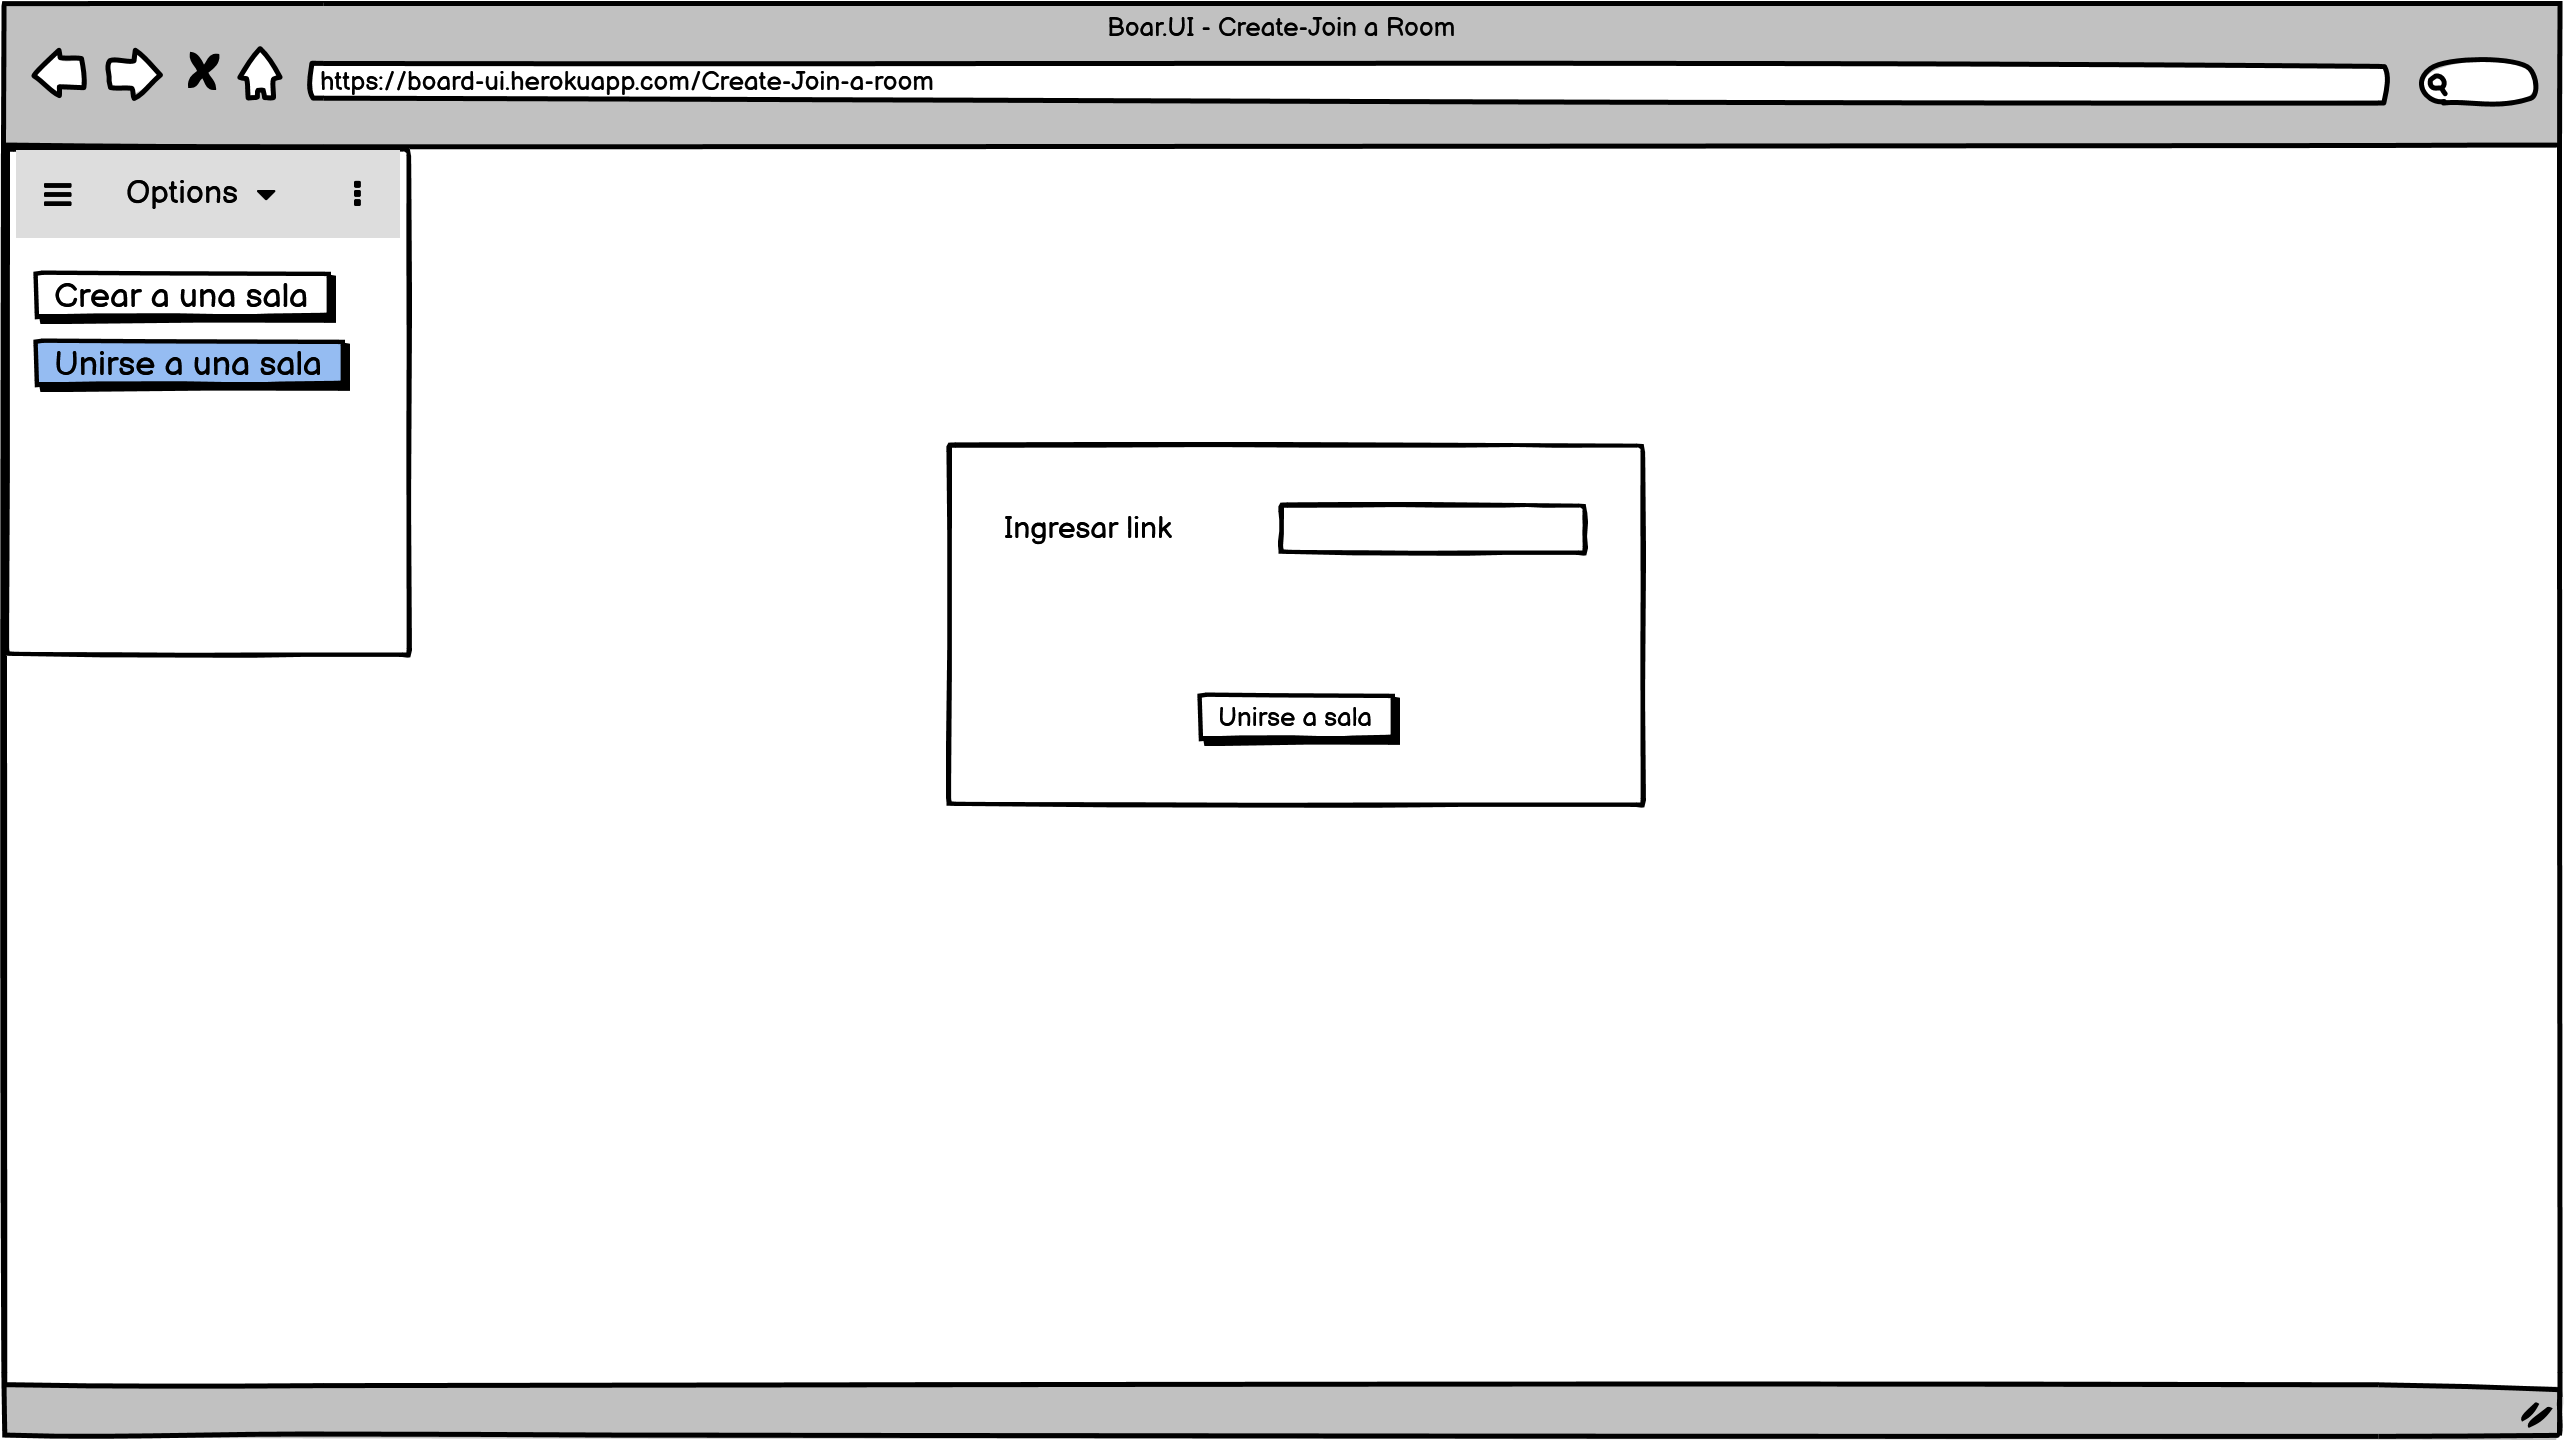 Boar.UI - Create-Join a Room
https://board-ui.herokuapp.com/Create-Join-a-room
Options
Crear a una sala
Unirse a una sala
Ingresar link
Unirse a sala